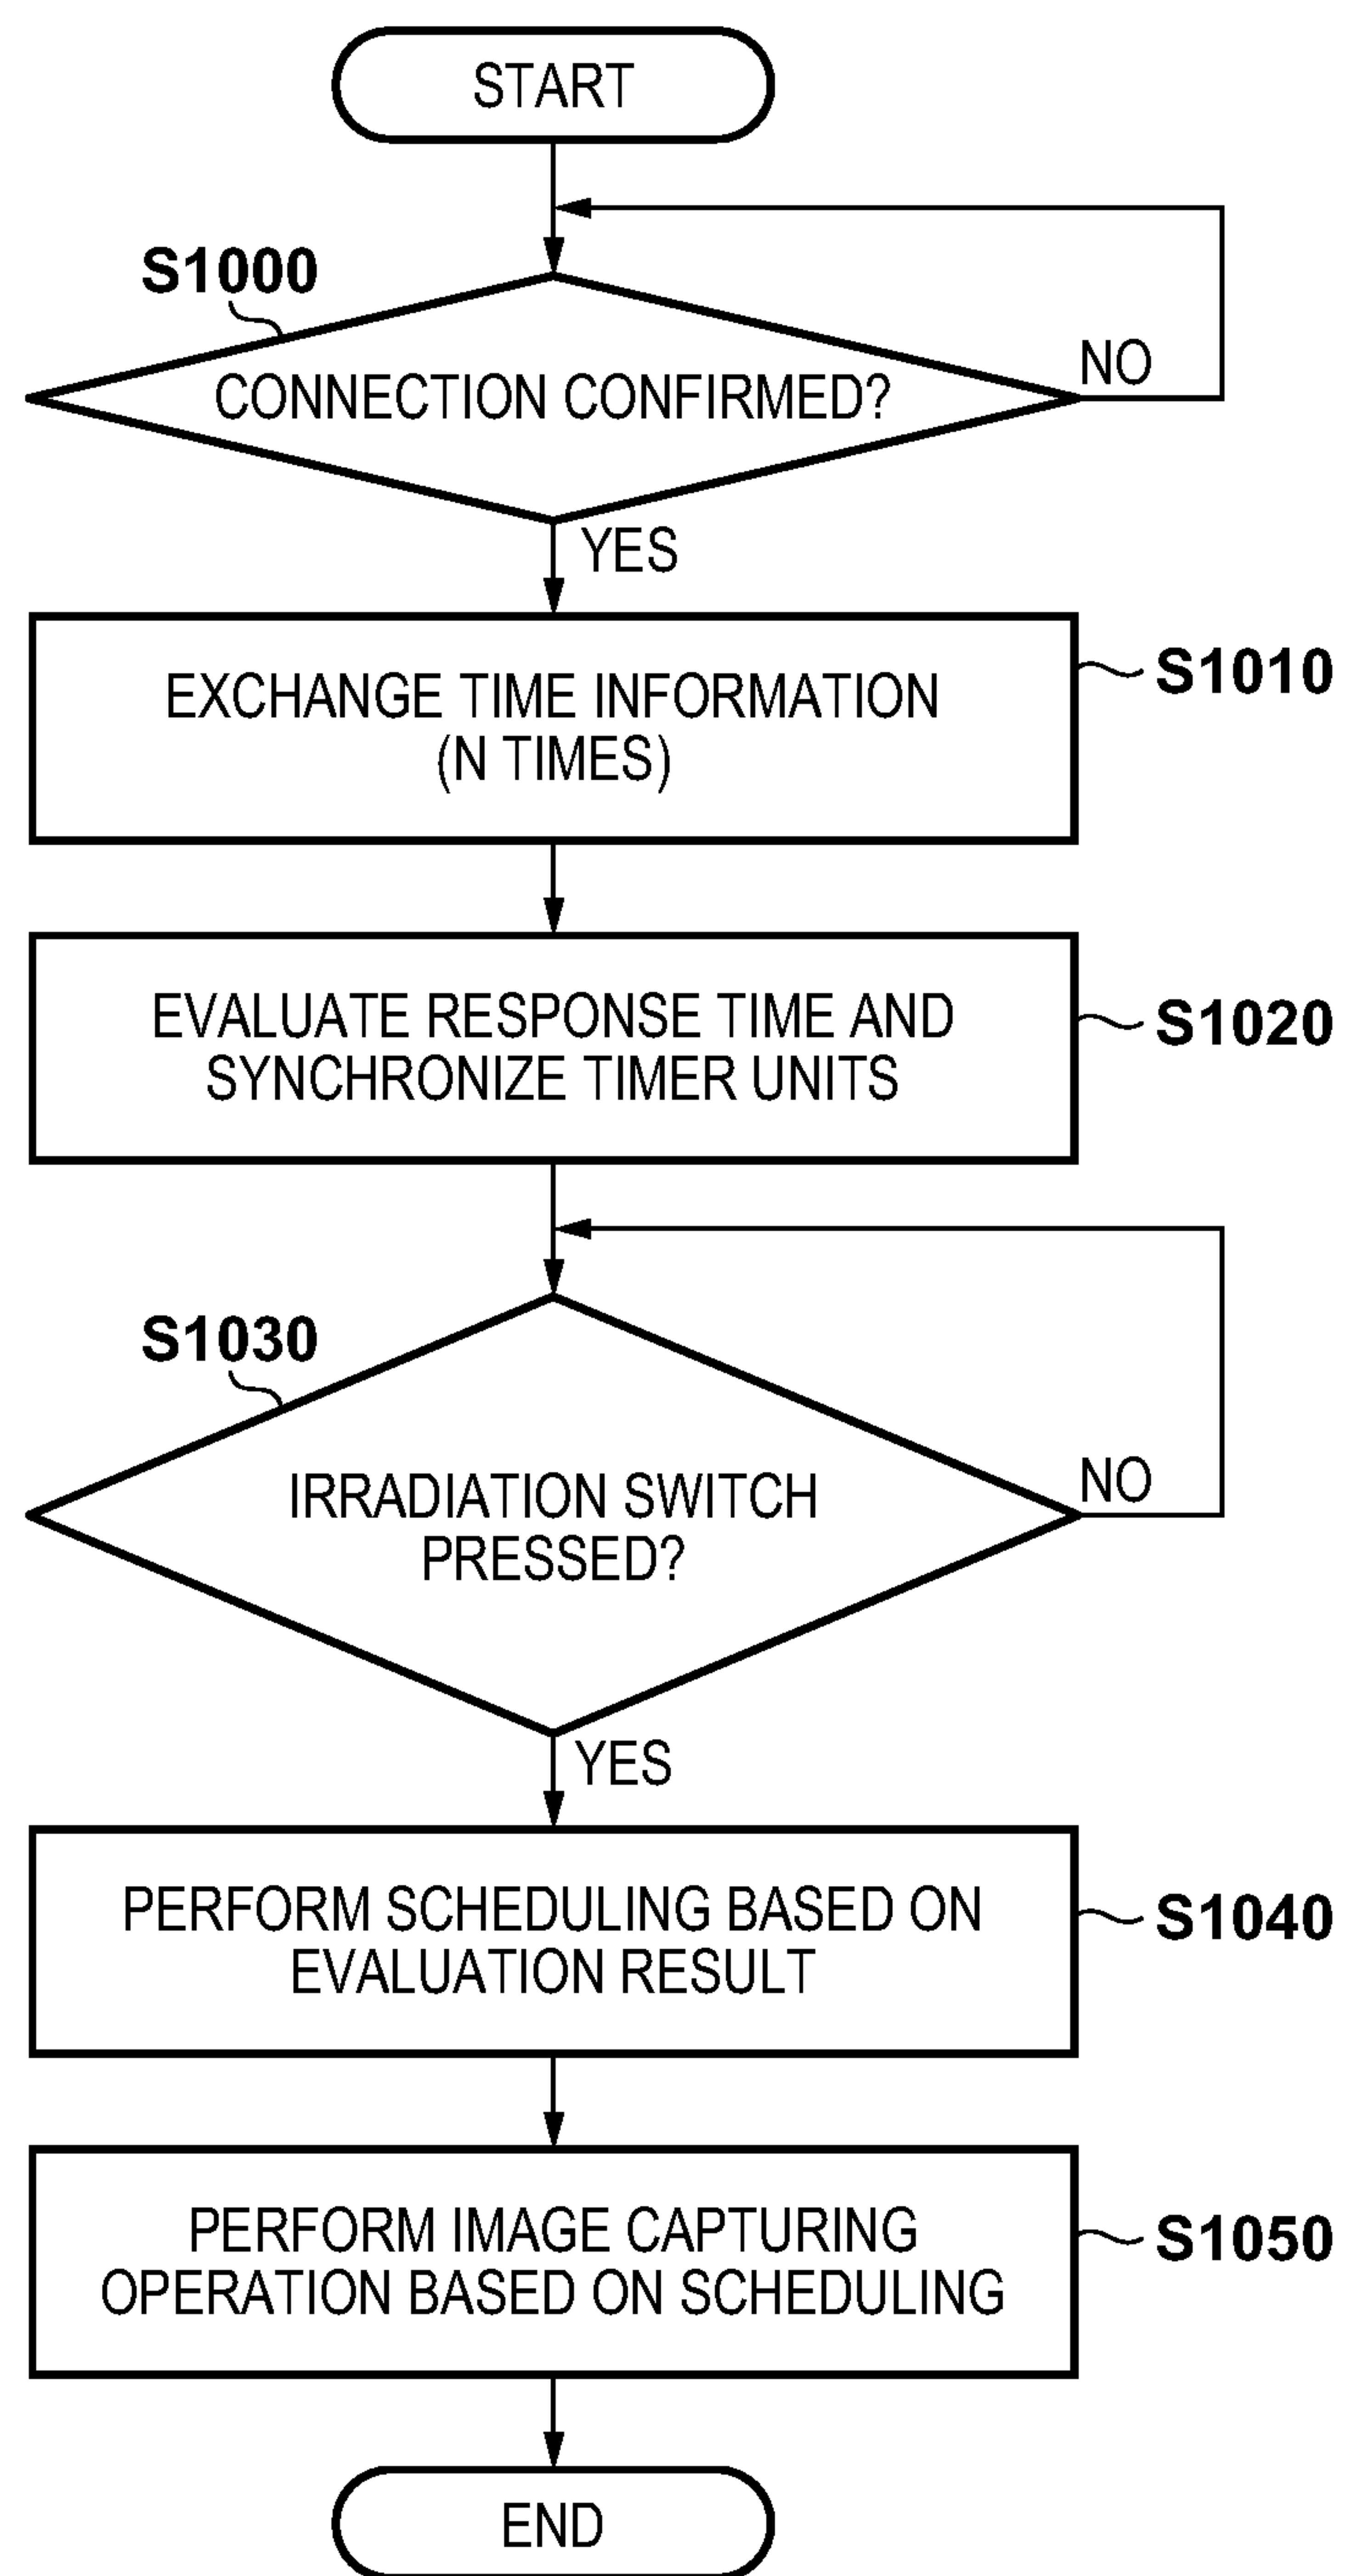 START
S1000
CONNECTION CONFIRMED?
NO
YES
EXCHANGE TIME INFORMATION
(N TIMES)
S1010
EVALUATE RESPONSE TIME AND
SYNCHRONIZE TIMER UNITS
S1020
S1030
IRRADIATION SWITCH
PRESSED?
NO
YES
PERFORM SCHEDULING BASED ON
EVALUATION RESULT
S1040
PERFORM IMAGE CAPTURING
OPERATION BASED ON SCHEDULING
S1050
END